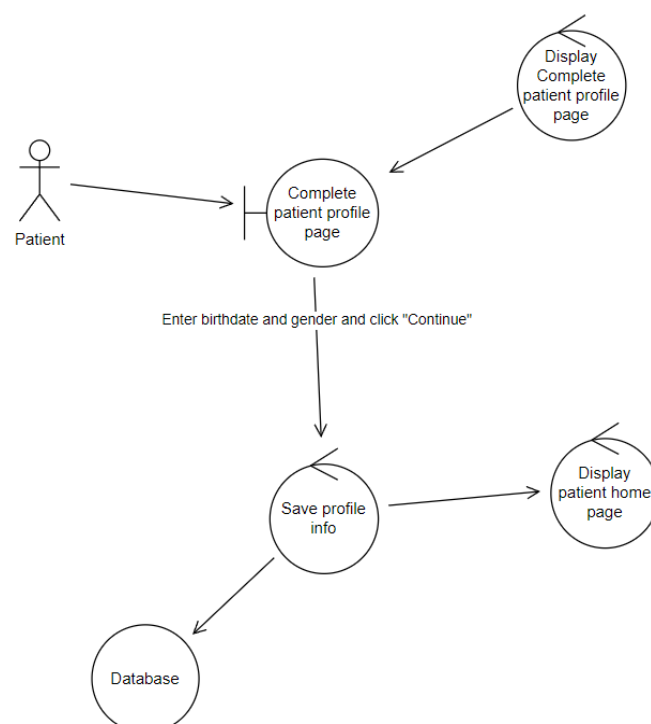 Display
Complete
patient profile
page
Complete
patient profile
page
Patient
Enter birthdate and gender and click "Continue"
Display
patient home
page
Save profile
info
Database